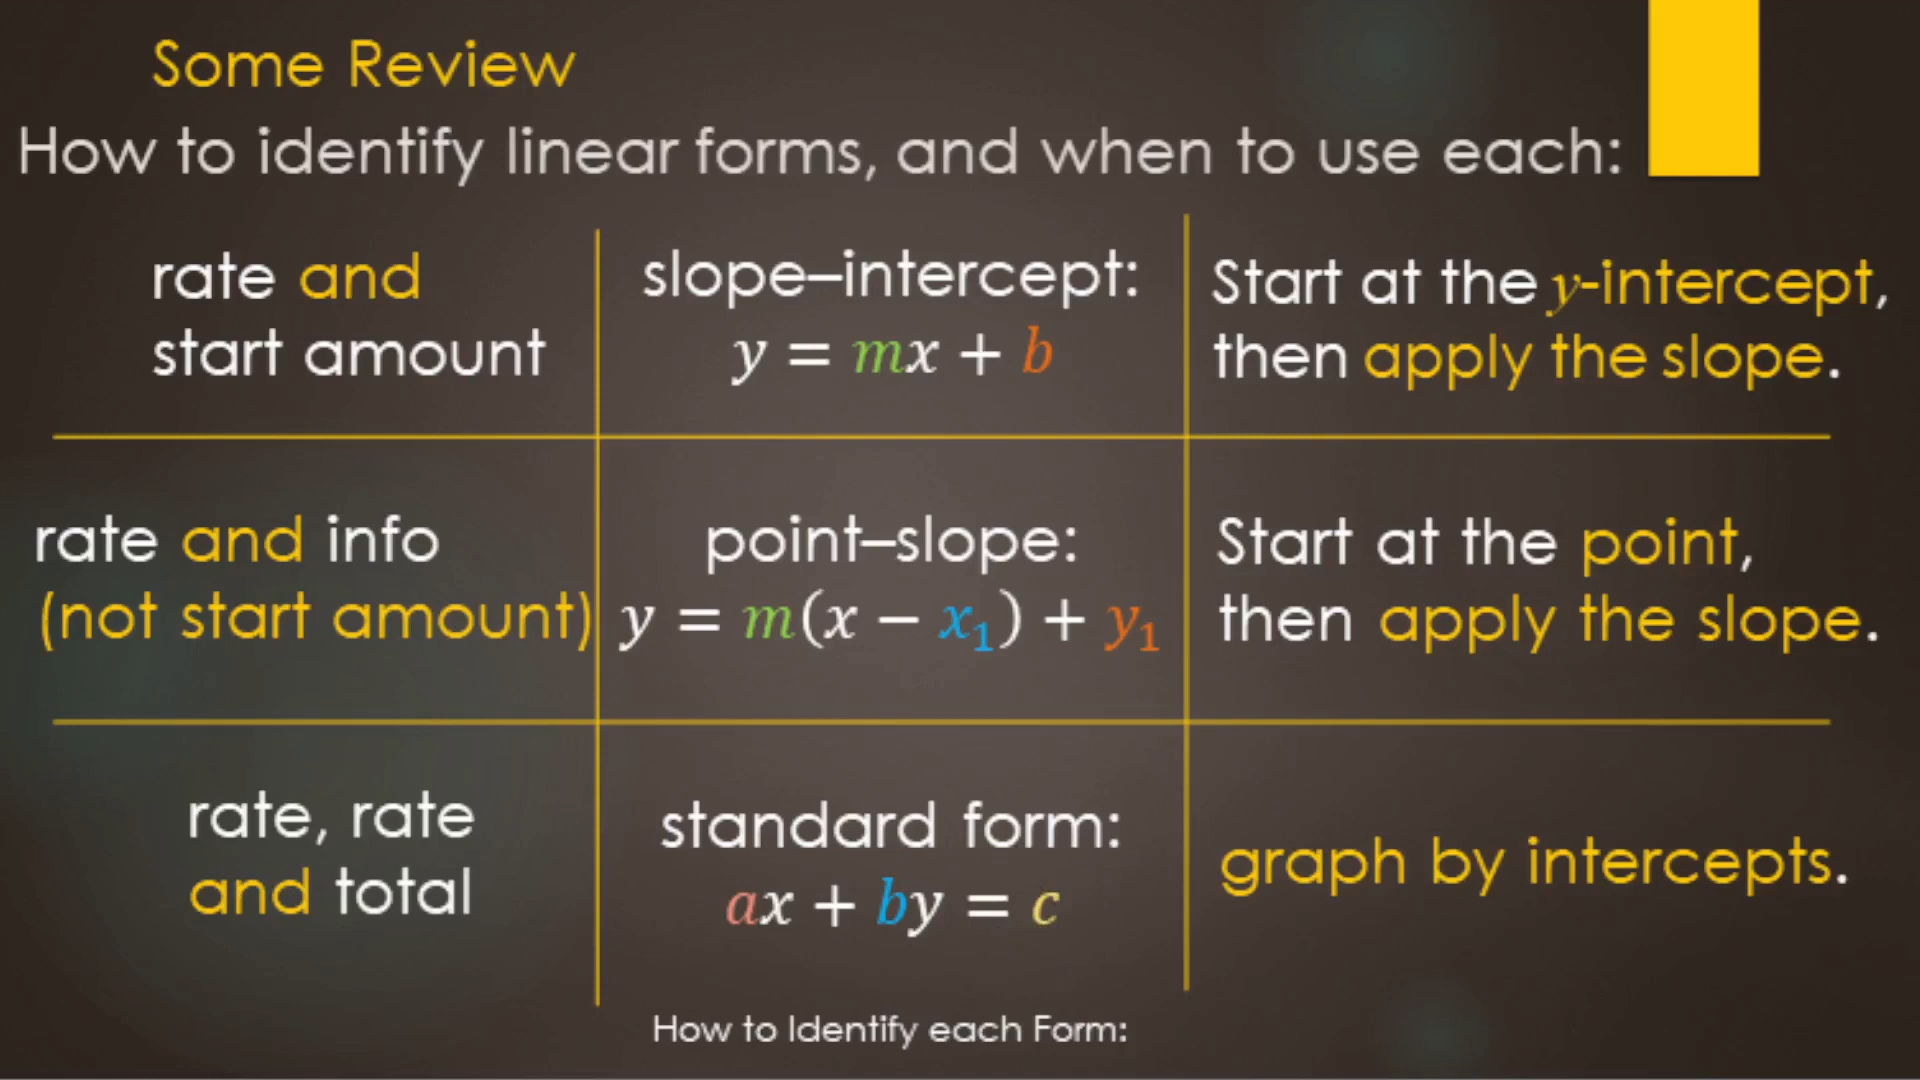 Some Review
How to identify linear forms, and when to use each:
rate and
start amount
slope–intercept:
y = mx + b
Start at the y-intercept,
then apply the slope.
rate and info
(not start amount)
point–slope:
y = m(x − x₁) + y₁
Start at the point,
then apply the slope.
rate, rate
and total
standard form:
ax + by = c
graph by intercepts.
How to Identify each Form: